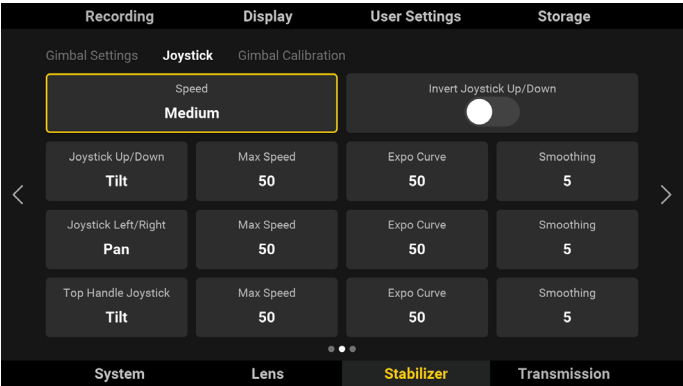 Recording Display User Settings Storage
Gimbal Settings Joystick Gimbal Calibration
Speed Invert Joystick Up/Down
Medium
Joystick Up/Down Max Speed Expo Curve Smoothing
Tilt 50 50 5
Joystick Left/Right Max Speed Expo Curve Smoothing
Pan 50 50 5
Top Handle Joystick Max Speed Expo Curve Smoothing
Tilt 50 50 5
System Lens Stabilizer Transmission